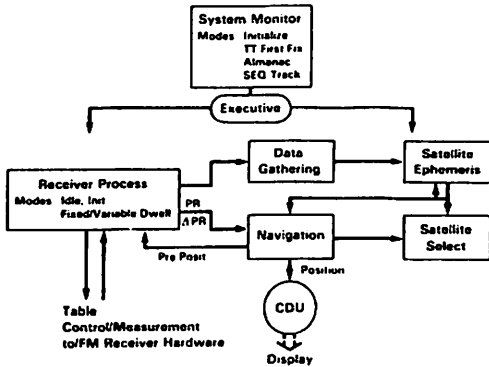 System Monitor
Modes Initialize
TT First Fix
Almanac
SEQ Track
Executive
Data
Gathering
Satellite
Ephemeris
Receiver Process
Modes Idle, Init
Fixed/Variable Dwell
PR
Δ PR
Navigation
Satellite
Select
Pre Posit
Position
CDU
Table
Control/Measurement
to/FM Receiver Hardware
Display